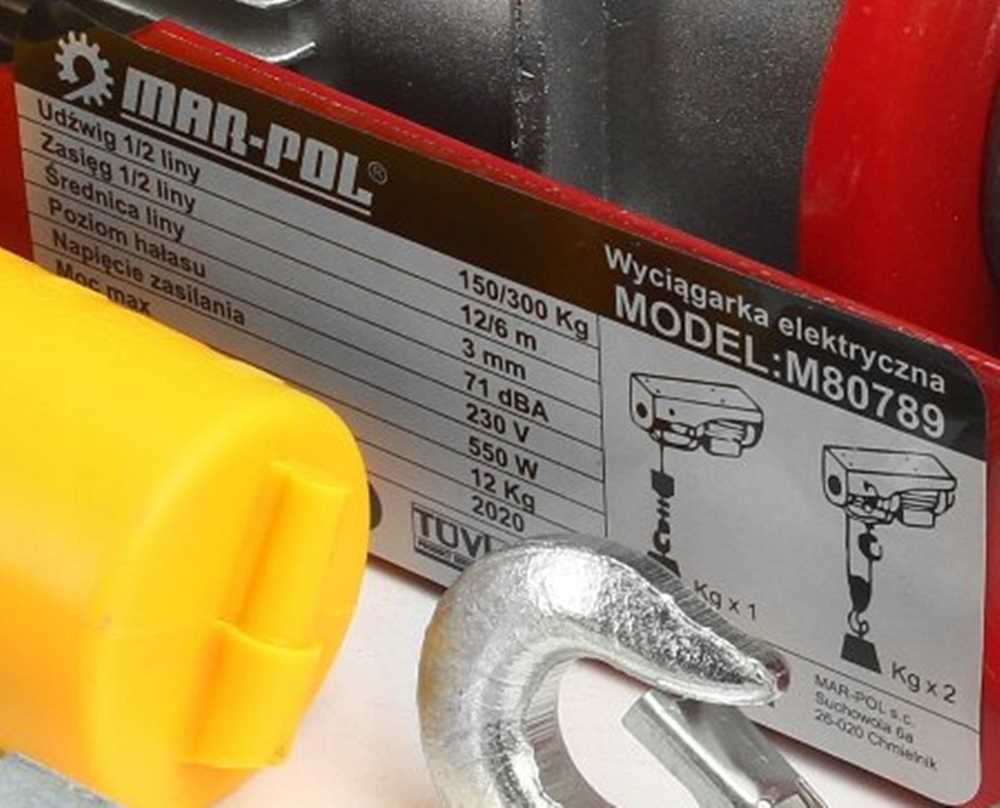 MAR-POL®
Wyciągarka elektryczna
MODEL:M80789
Udźwig 1/2 liny 150/300 Kg
Zasięg 1/2 liny 12/6 m
Średnica liny 3 mm
Poziom hałasu 71 dBA
Napięcie zasilania 230 V
Moc max 550 W
12 Kg
2020
TÜV
Kg x 1
Kg x 2
MAR-POL s.c.
Suchowola 6a
26-020 Chmielnik